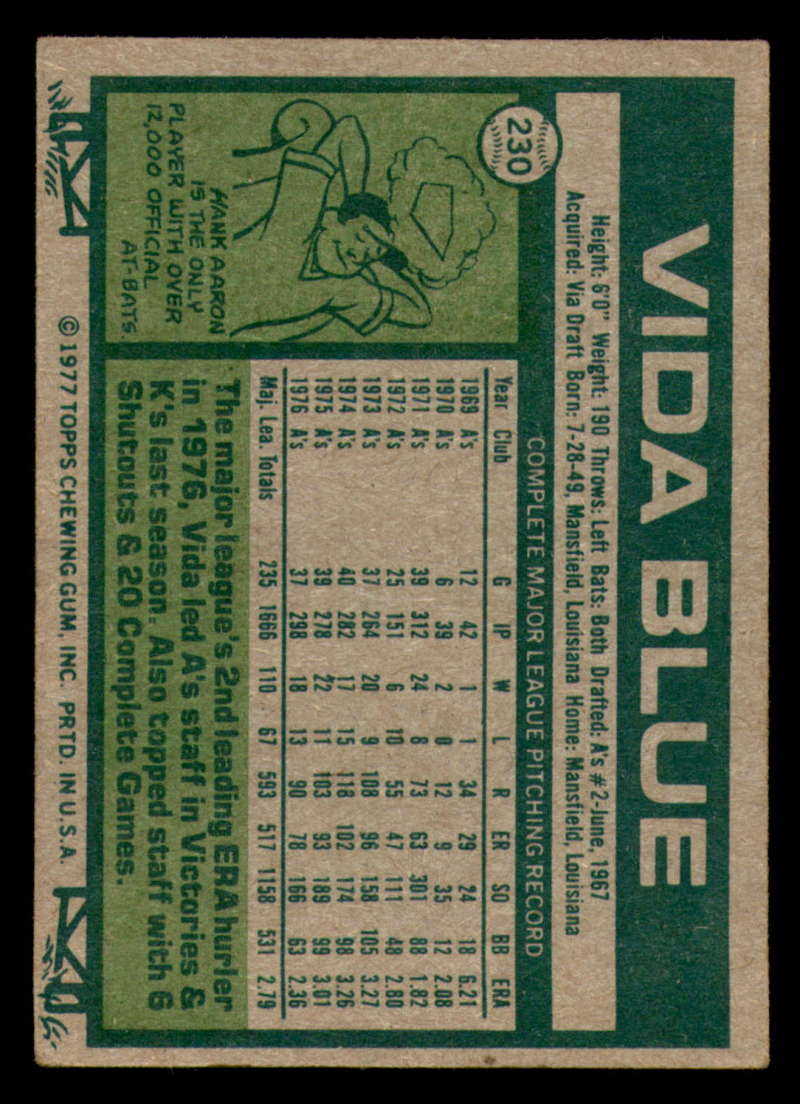 230
VIDA BLUE
Height: 6'0" Weight: 190 Throws: Left Bats: Both Drafted: A's #2-June, 1967
Acquired: Via Draft Born: 7-28-49, Mansfield, Louisiana Home: Mansfield, Louisiana
COMPLETE MAJOR LEAGUE PITCHING RECORD
Year Club G IP W L R ER SO BB ERA
1969 A's 12 42 1 1 34 29 24 18 6.21
1970 A's 6 39 2 0 12 9 35 12 2.08
1971 A's 39 312 24 8 73 63 301 88 1.82
1972 A's 25 151 6 10 55 47 111 48 2.80
1973 A's 37 264 20 9 108 96 158 105 3.27
1974 A's 40 282 17 15 118 102 174 98 3.26
1975 A's 39 278 22 11 103 93 189 99 3.01
1976 A's 37 298 18 13 90 78 166 63 2.36
Maj. Lea. Totals 235 1666 110 67 593 517 1158 531 2.79
HANK AARON
IS THE ONLY
PLAYER WITH OVER
12,000 OFFICIAL
AT-BATS.
The major league's 2nd leading ERA hurler
in 1976, Vida led A's staff in Victories &
K's last season. Also topped staff with 6
Shutouts & 20 Complete Games.
© 1977 TOPPS CHEWING GUM, INC. PRTD. IN U.S.A.